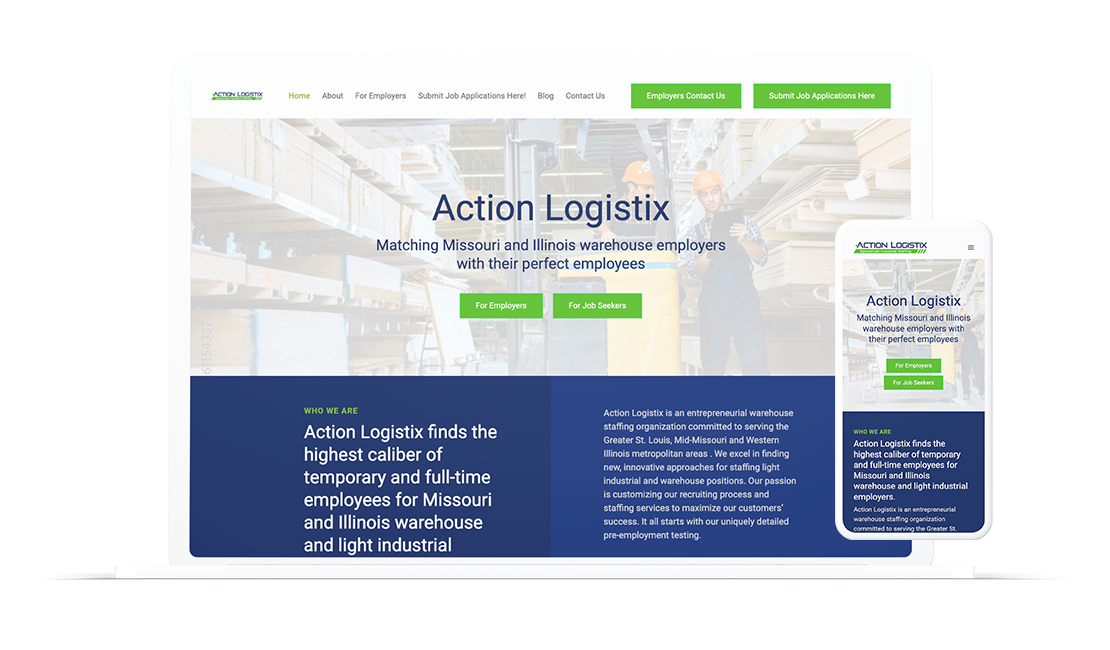 ACTION LOGISTIX
Home About For Employers Submit Job Applications Here! Blog Contact Us Employers Contact Us Submit Job Applications Here
Action Logistix
Matching Missouri and Illinois warehouse employers
with their perfect employees
For Employers For Job Seekers
WHO WE ARE
Action Logistix finds the
highest caliber of
temporary and full-time
employees for Missouri
and Illinois warehouse
and light industrial
Action Logistix is an entrepreneurial warehouse
staffing organization committed to serving the
Greater St. Louis, Mid-Missouri and Western
Illinois metropolitan areas . We excel in finding
new, innovative approaches for staffing light
industrial and warehouse positions. Our passion
is customizing our recruiting process and
staffing services to maximize our customers'
success. It all starts with our uniquely detailed
pre-employment testing.
ACTION LOGISTIX
Action Logistix
Matching Missouri and Illinois
warehouse employers with
their perfect employees
For Employers
For Job Seekers
WHO WE ARE
Action Logistix finds the
highest caliber of temporary
and full-time employees for
Missouri and Illinois
warehouse and light industrial
employers.
Action Logistix is an entrepreneurial
warehouse staffing organization
committed to serving the Greater St.